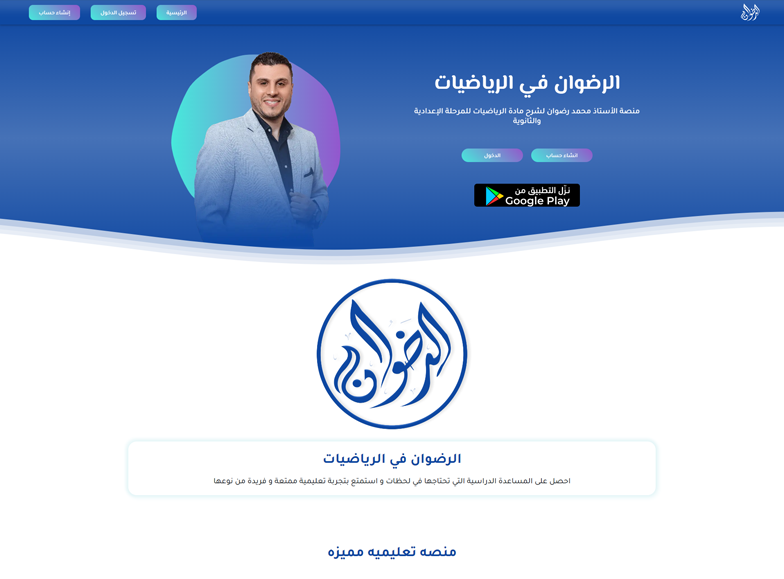 الرضوان
الرئيسية
تسجيل الدخول
إنشاء حساب
الرضوان في الرياضيات
منصة الأستاذ محمد رضوان لشرح مادة الرياضيات للمرحلة الإعدادية
والثانوية
انشاء حساب
الدخول
نزّل التطبيق من
Google Play
الرضوان
الرضوان في الرياضيات
احصل على المساعدة الدراسية التي تحتاجها في لحظات و استمتع بتجربة تعليمية ممتعة و فريدة من نوعها
منصه تعليميه مميزه